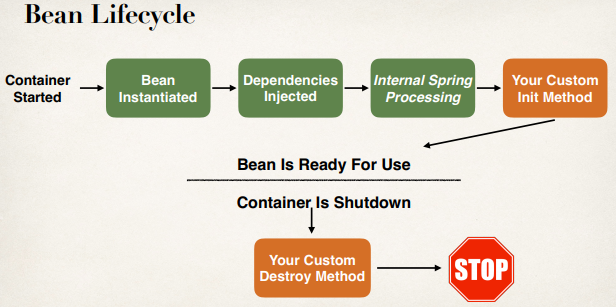 Bean Lifecycle
Container
Started
Bean
Instantiated
Dependencies
Injected
Internal Spring
Processing
Your Custom
Init Method
Bean Is Ready For Use
Container Is Shutdown
Your Custom
Destroy Method
STOP